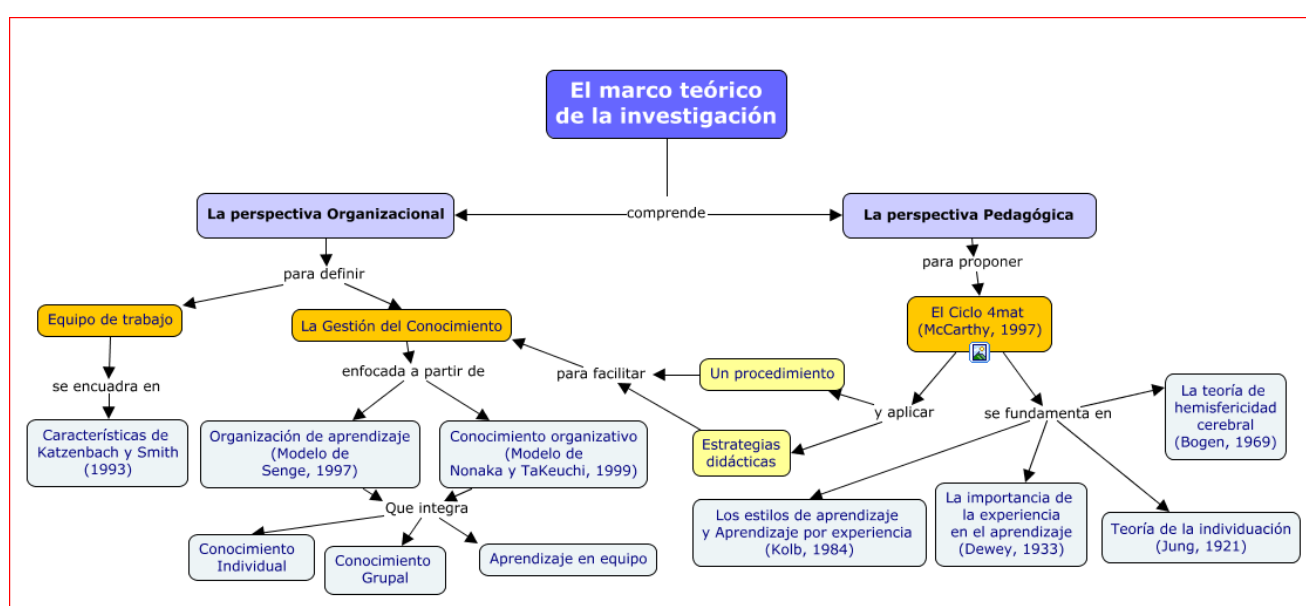 El marco teórico
de la investigación
comprende
La perspectiva Organizacional
La perspectiva Pedagógica
para definir
para proponer
Equipo de trabajo
La Gestión del Conocimiento
El Ciclo 4mat
(McCarthy, 1997)
se encuadra en
enfocada a partir de
para facilitar
Un procedimiento
y aplicar
Estrategias
didácticas
se fundamenta en
La teoría de
hemisfericidad
cerebral
(Bogen, 1969)
Características de
Katzenbach y Smith
(1993)
Organización de aprendizaje
(Modelo de
Senge, 1997)
Conocimiento organizativo
(Modelo de
Nonaka y TaKeuchi, 1999)
Que integra
Conocimiento
Individual
Conocimiento
Grupal
Aprendizaje en equipo
Los estilos de aprendizaje
y Aprendizaje por experiencia
(Kolb, 1984)
La importancia de
la experiencia
en el aprendizaje
(Dewey, 1933)
Teoría de la individuación
(Jung, 1921)